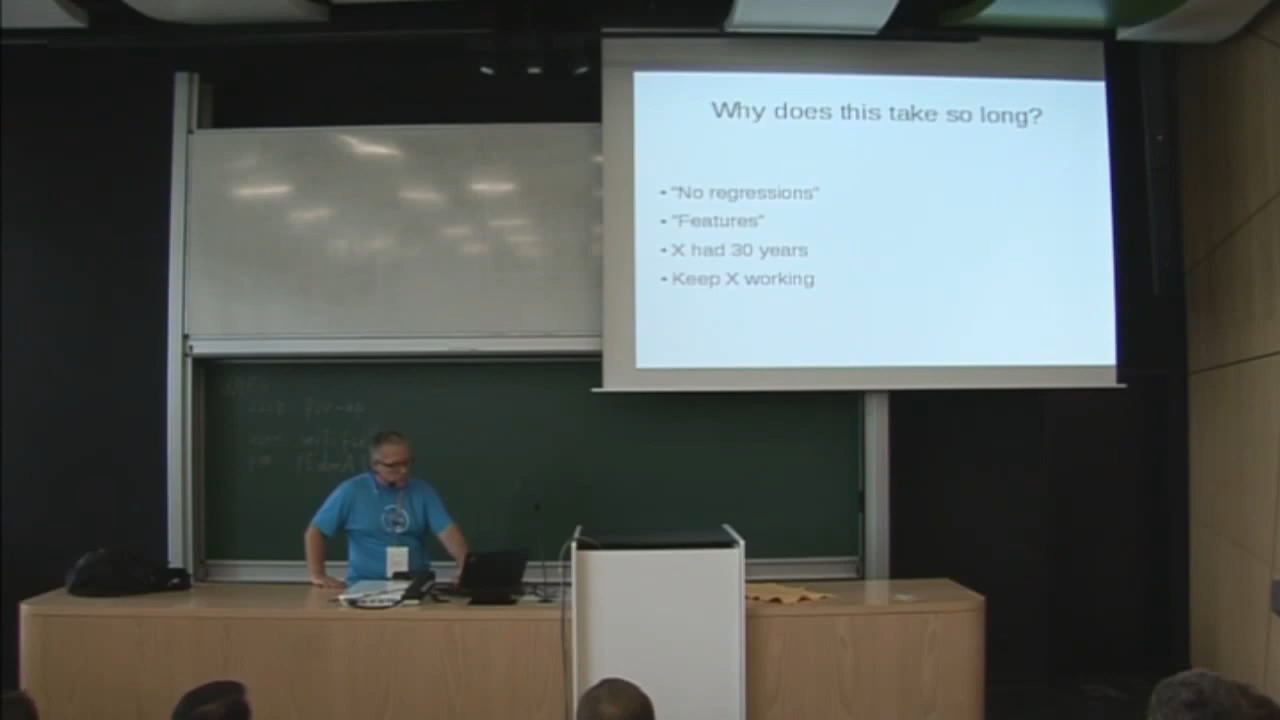 Why does this take so long?
- "No regressions"
- "Features"
- X had 30 years
- Keep X working